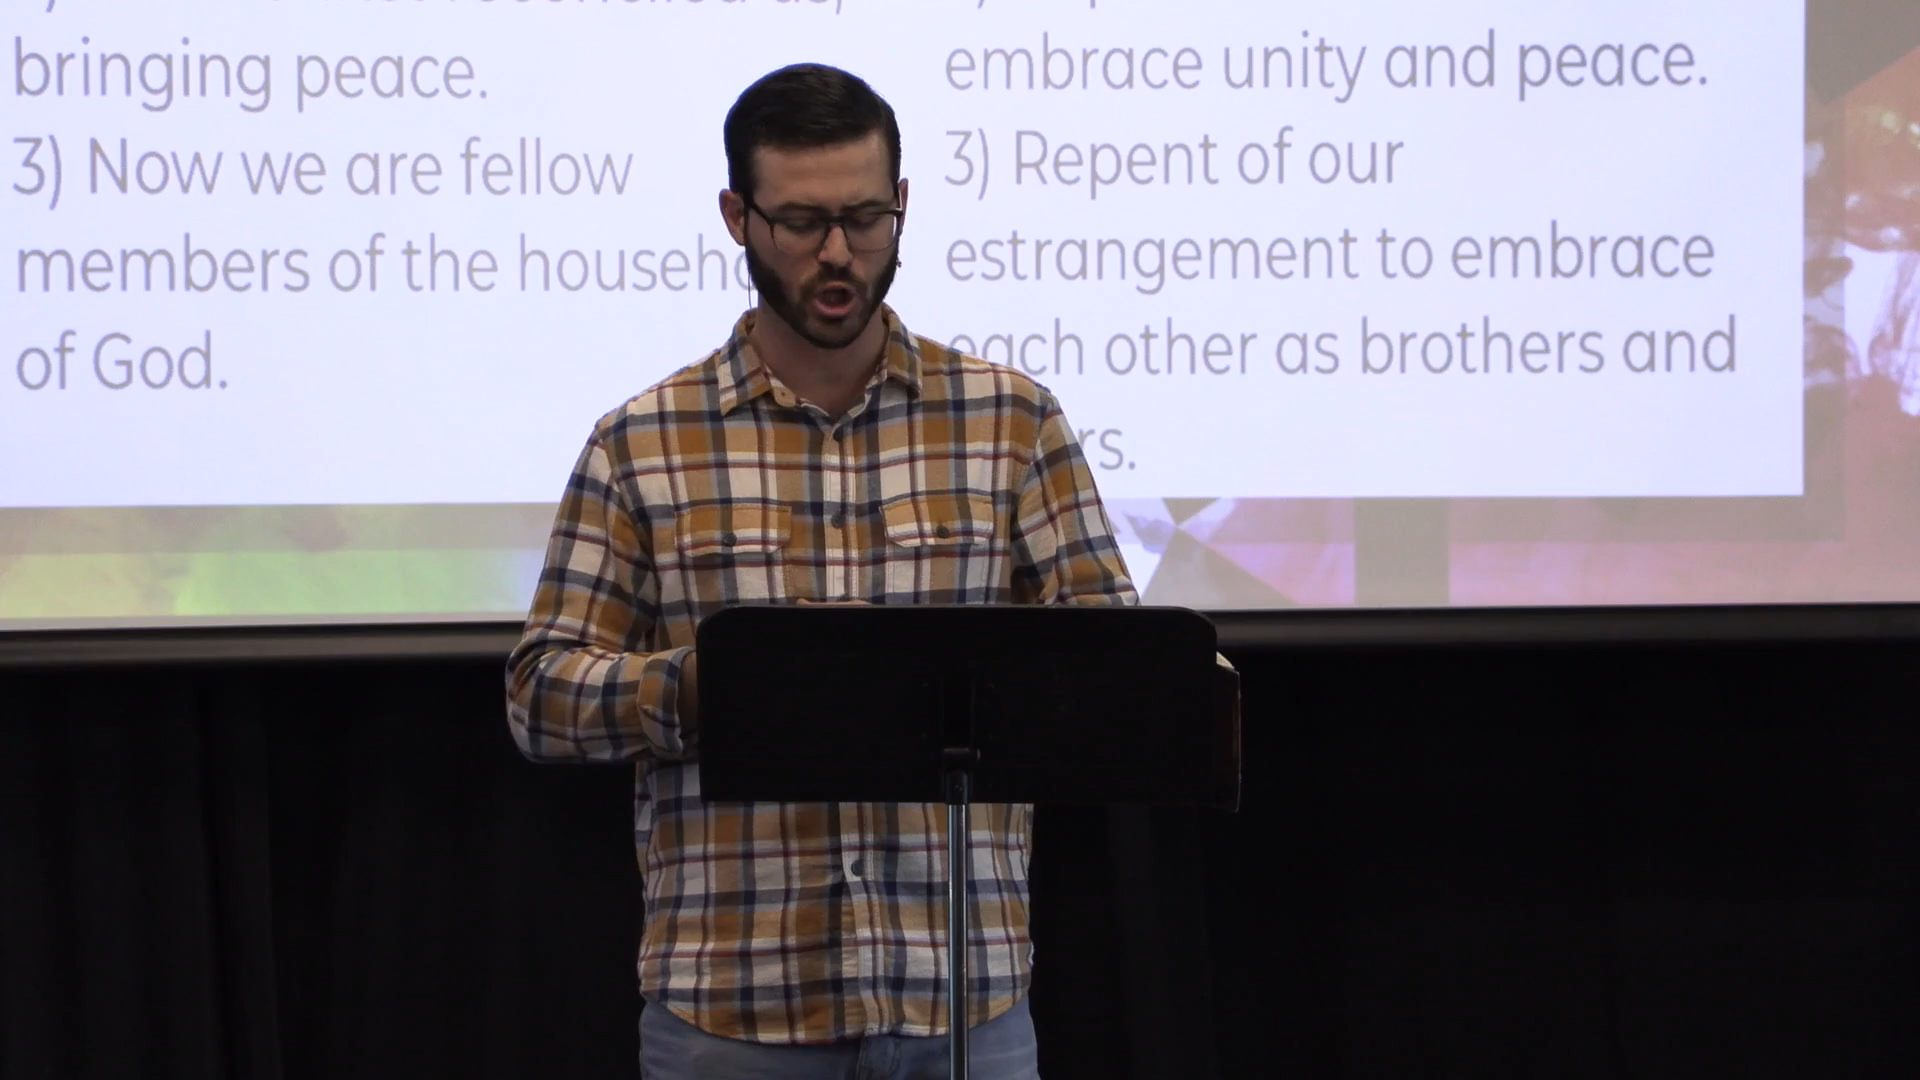 bringing peace.
3) Now we are fellow
members of the househo
of God.
embrace unity and peace.
3) Repent of our
estrangement to embrace
each other as brothers and
rs.